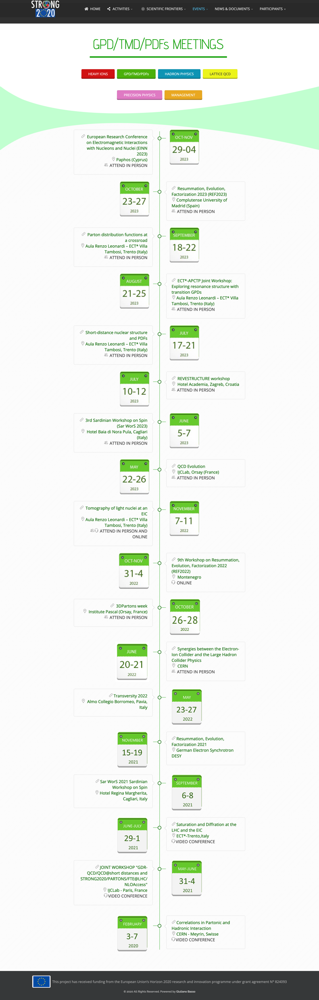 STRONG
2020
HOME
ACTIVITIES
SCIENTIFIC FRONTIERS
EVENTS
NEWS & DOCUMENTS
PARTICIPANTS
GPD/TMD/PDFs MEETINGS
HEAVY IONS
GPD/TMD/PDFs
HADRON PHYSICS
LATTICE QCD
PRECISION PHYSICS
MANAGEMENT
European Research Conference
on Electromagnetic Interactions
with Nucleons and Nuclei (EINN
2023)
Paphos (Cyprus)
ATTEND IN PERSON
OCT-NOV
29-04
2023
OCTOBER
23-27
2023
Resummation, Evolution,
Factorization 2023 (REF2023)
Complutense University of
Madrid (Spain)
ATTEND IN PERSON
Parton distribution functions at
a crossroad
Aula Renzo Leonardi – ECT* Villa
Tambosi, Trento (Italy)
ATTEND IN PERSON
SEPTEMBER
18-22
2023
AUGUST
21-25
2023
ECT*-APCTP Joint Workshop:
Exploring resonance structure with
transition GPDs
Aula Renzo Leonardi – ECT* Villa
Tambosi, Trento (Italy)
ATTEND IN PERSON
Short-distance nuclear structure
and PDFs
Aula Renzo Leonardi – ECT* Villa
Tambosi, Trento (Italy)
ATTEND IN PERSON
JULY
17-21
2023
JULY
10-12
2023
REVESTRUCTURE workshop
Hotel Academia, Zagreb, Croatia
ATTEND IN PERSON
3rd Sardinian Workshop on Spin
(Sar WorS 2023)
Hotel Baia di Nora Pula, Cagliari
(Italy)
ATTEND IN PERSON
JUNE
5-7
2023
MAY
22-26
2023
QCD Evolution
IJCLab, Orsay (France)
ATTEND IN PERSON
Tomography of light nuclei at an
EIC
Aula Renzo Leonardi – ECT* Villa
Tambosi, Trento (Italy)
ATTEND IN PERSON AND
ONLINE
NOVEMBER
7-11
2022
OCT-NOV
31-4
2022
9th Workshop on Resummation,
Evolution, Factorization 2022
(REF2022)
Montenegro
ONLINE
3DPartons week
Institute Pascal (Orsay, France)
ATTEND IN PERSON
OCTOBER
26-28
2022
JUNE
20-21
2022
Synergies between the Electron-
Ion Collider and the Large Hadron
Collider Physics
CERN
ATTEND IN PERSON
Transversity 2022
Almo Collegio Borromeo, Pavia,
Italy
MAY
23-27
2022
NOVEMBER
15-19
2021
Resummation, Evolution,
Factorization 2021
German Electron Synchrotron
DESY
Sar WorS 2021 Sardinian
Workshop on Spin
Hotel Regina Margherita,
Cagliari, Italy
SEPTEMBER
6-8
2021
JUNE-JULY
29-1
2021
Saturation and Diffration at the
LHC and the EIC
ECT*-Trento,Italy
VIDEO CONFERENCE
JOINT WORKSHOP "GDR-
QCD/QCD@short distances and
STRONG2020/PARTONS/FTE@LHC/
NLOAccess"
IJCLab - Paris, France
VIDEO CONFERENCE
MAY-JUNE
31-4
2021
FEBRUARY
3-7
2020
Correlations in Partonic and
Hadronic Interaction
CERN - Meyrin, Swisse
VIDEO CONFERENCE
This project has received funding from the European Union's Horizon 2020 research and innovation programme under grant agreement Nº 824093
© 2020 All Rights Reserved. Powered by Giuliano Basso